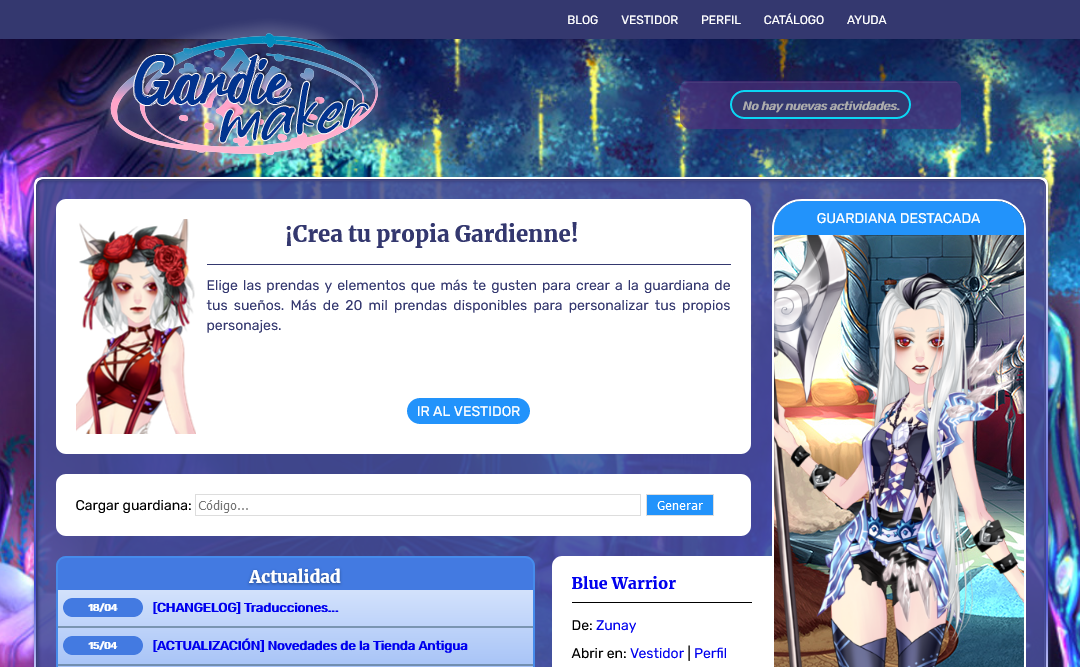 BLOG VESTIDOR PERFIL CATÁLOGO AYUDA
Gardie
maker
No hay nuevas actividades.
¡Crea tu propia Gardienne!
Elige las prendas y elementos que más te gusten para crear a la guardiana de
tus sueños. Más de 20 mil prendas disponibles para personalizar tus propios
personajes.
IR AL VESTIDOR
GUARDIANA DESTACADA
Cargar guardiana: Código... Generar
Actualidad
18/04 [CHANGELOG] Traducciones...
15/04 [ACTUALIZACIÓN] Novedades de la Tienda Antigua
Blue Warrior
De: Zunay
Abrir en: Vestidor | Perfil